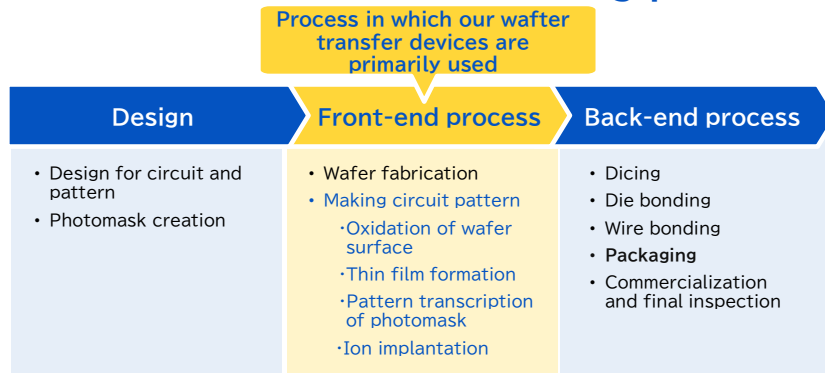 Process in which our wafter
transfer devices are
primarily used
Design
Front-end process
Back-end process
• Design for circuit and
pattern
• Photomask creation
• Wafer fabrication
• Making circuit pattern
・Oxidation of wafer
surface
・Thin film formation
・Pattern transcription
of photomask
・Ion implantation
• Dicing
• Die bonding
• Wire bonding
• Packaging
• Commercialization
and final inspection